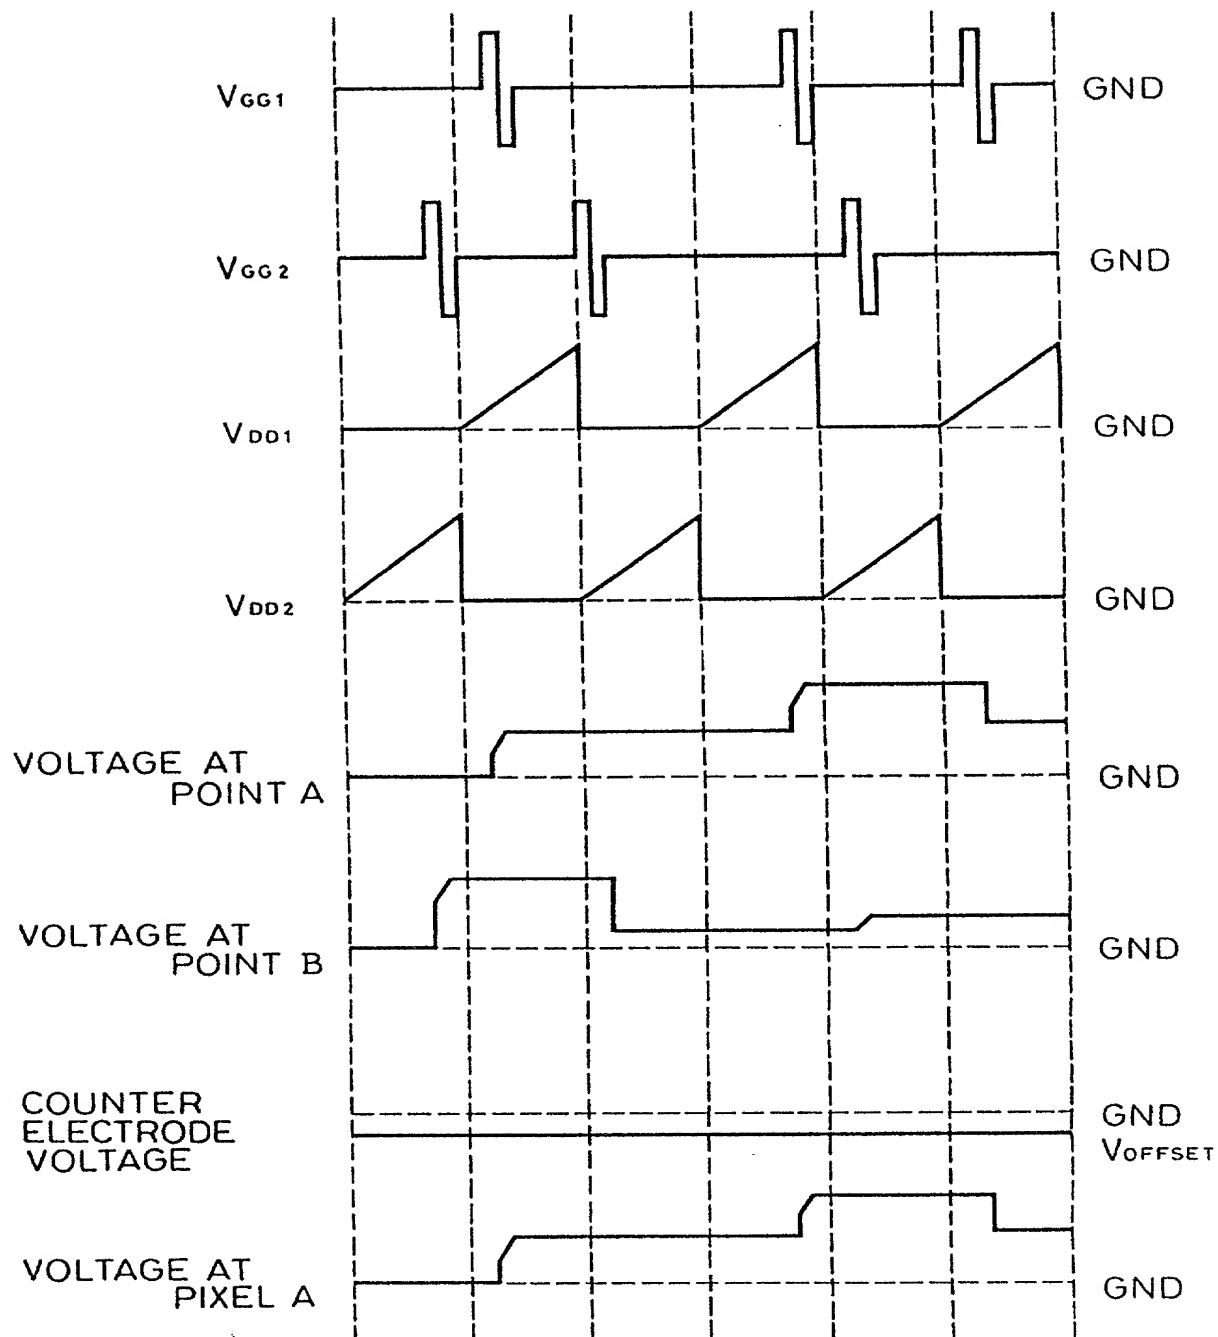 VGG1 GND
VGG2 GND
VDD1 GND
VDD2 GND
VOLTAGE AT
POINT A
GND
VOLTAGE AT
POINT B
GND
COUNTER
ELECTRODE
VOLTAGE
GND
VOFFSET
VOLTAGE AT
PIXEL A
GND